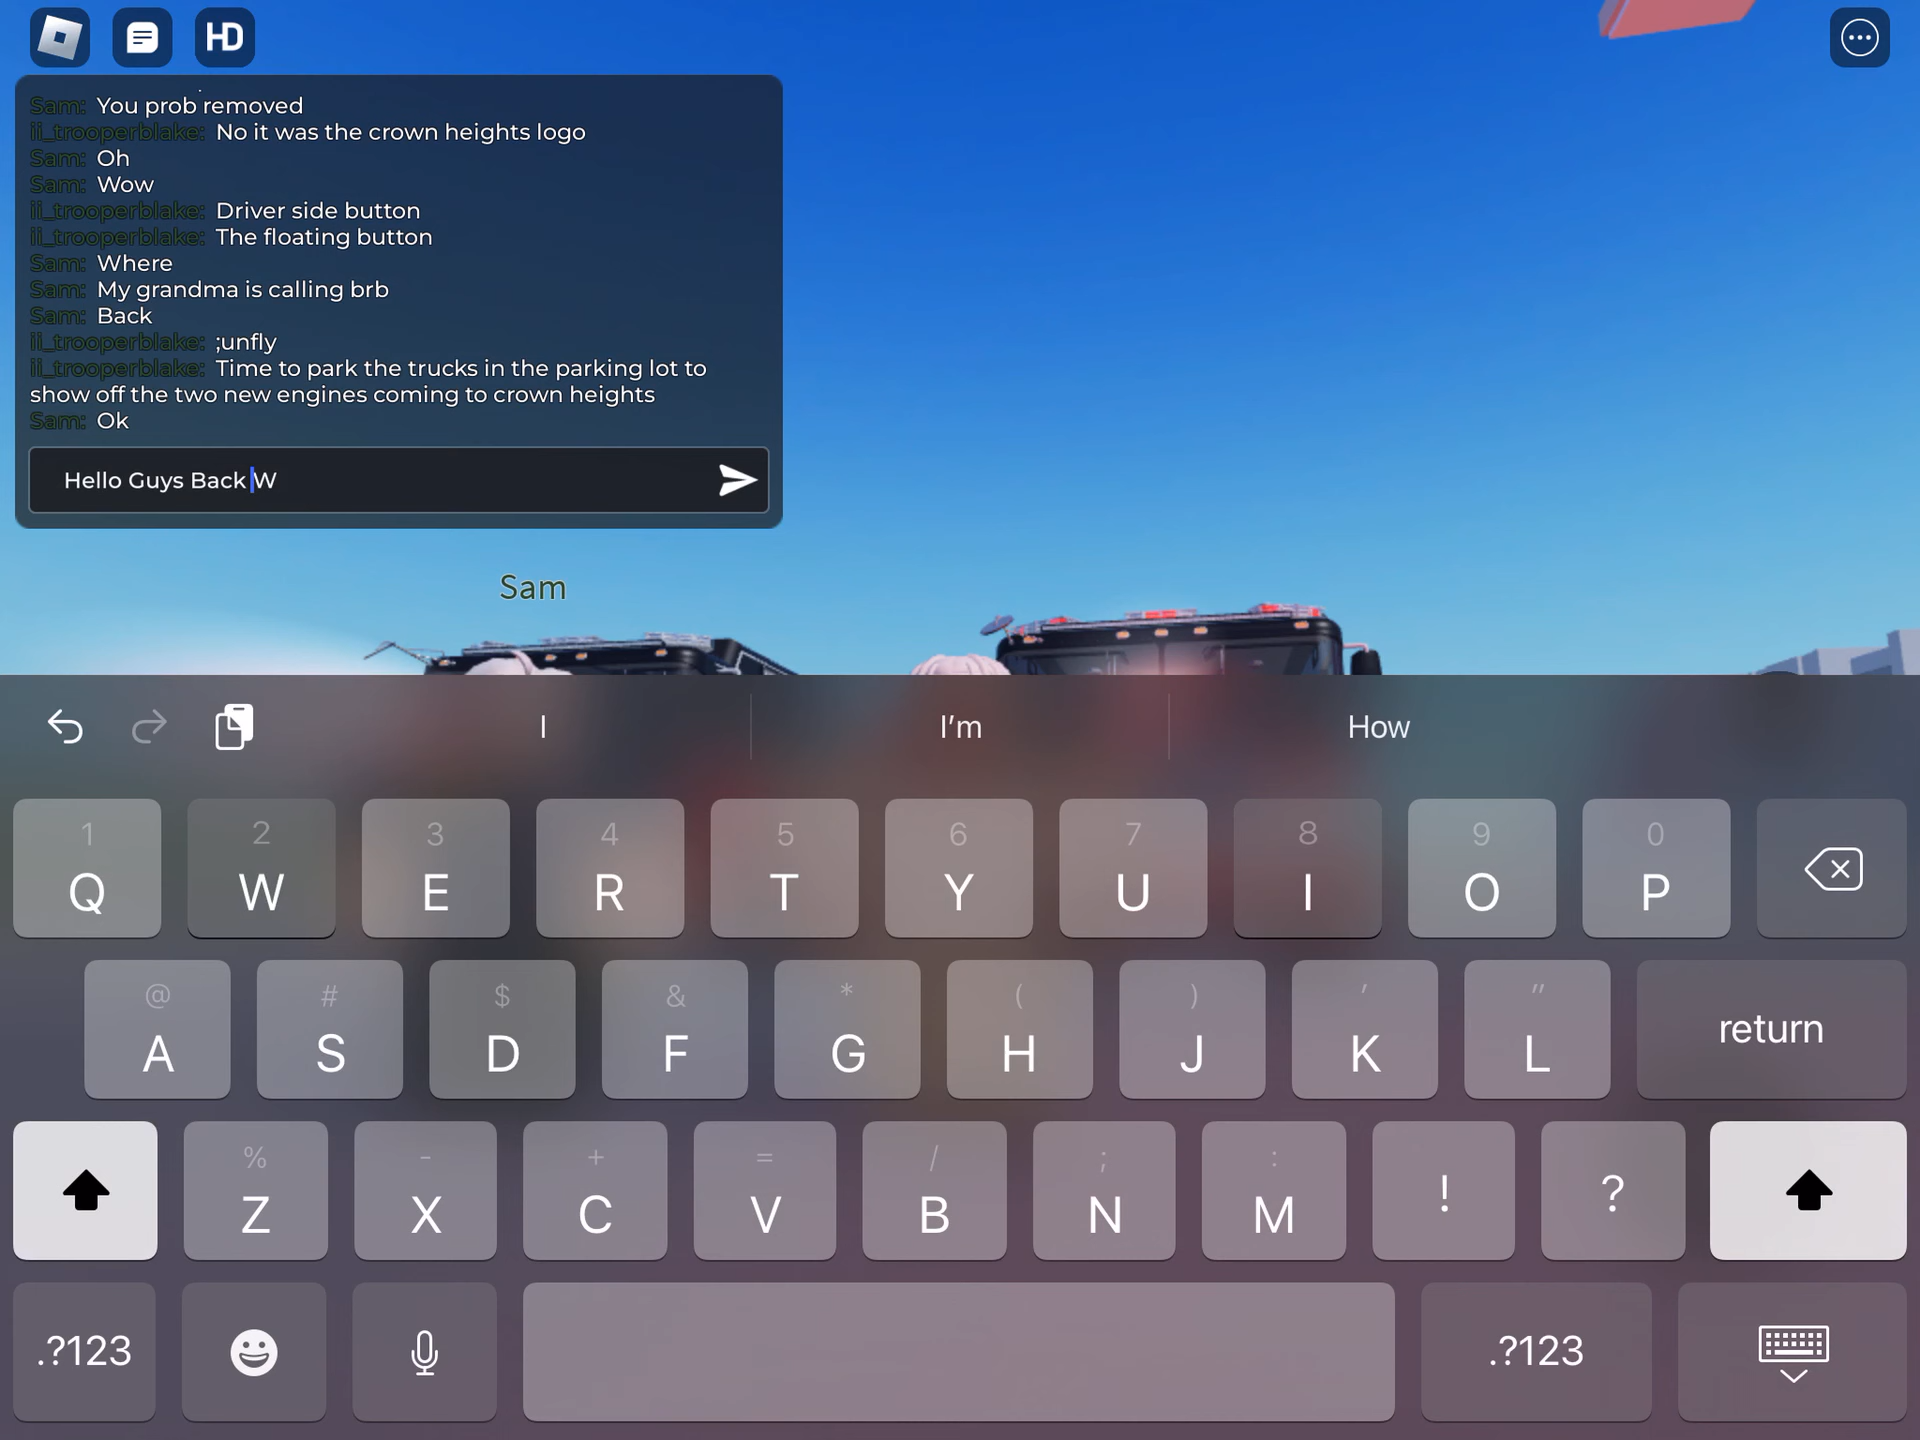 HD
Sam: You prob removed
ii_trooperblake: No it was the crown heights logo
Sam: Oh
Sam: Wow
ii_trooperblake: Driver side button
ii_trooperblake: The floating button
Sam: Where
Sam: My grandma is calling brb
Sam: Back
ii_trooperblake: ;unfly
ii_trooperblake: Time to park the trucks in the parking lot to
show off the two new engines coming to crown heights
Sam: Ok
Hello Guys Back W
Sam
I I’m How
1 2 3 4 5 6 7 8 9 0
Q W E R T Y U I O P
@ # $ & * ( ) ' "
A S D F G H J K L return
% - + = / ; :
Z X C V B N M ! ?
.?123 .?123